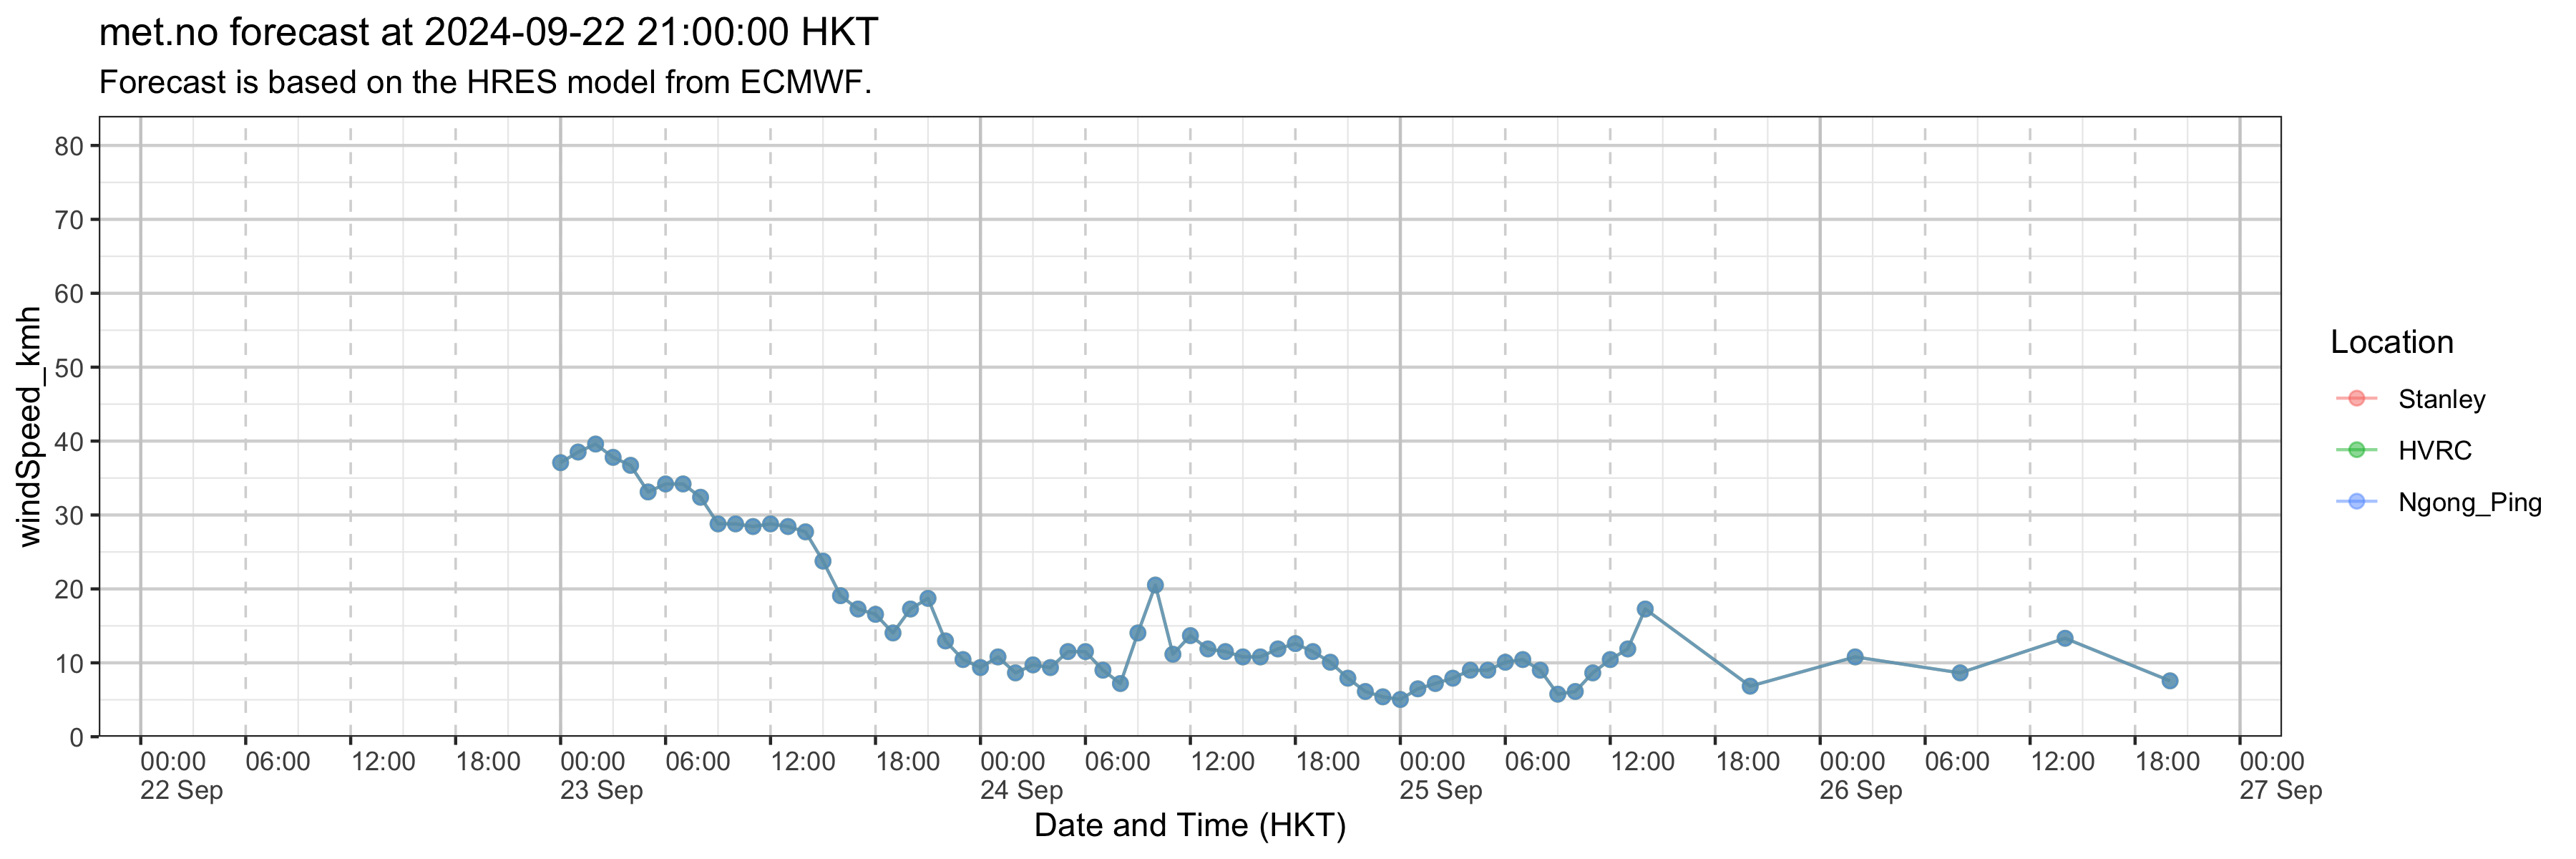 met.no forecast at 2024-09-22 21:00:00 HKT
Forecast is based on the HRES model from ECMWF.
windSpeed_kmh
80
70
60
50
40
30
20
10
0
00:00 06:00 12:00 18:00 00:00 06:00 12:00 18:00 00:00 06:00 12:00 18:00 00:00 06:00 12:00 18:00 00:00 06:00 12:00 18:00 00:00
22 Sep 23 Sep 24 Sep 25 Sep 26 Sep 27 Sep
Date and Time (HKT)
Location
Stanley
HVRC
Ngong_Ping